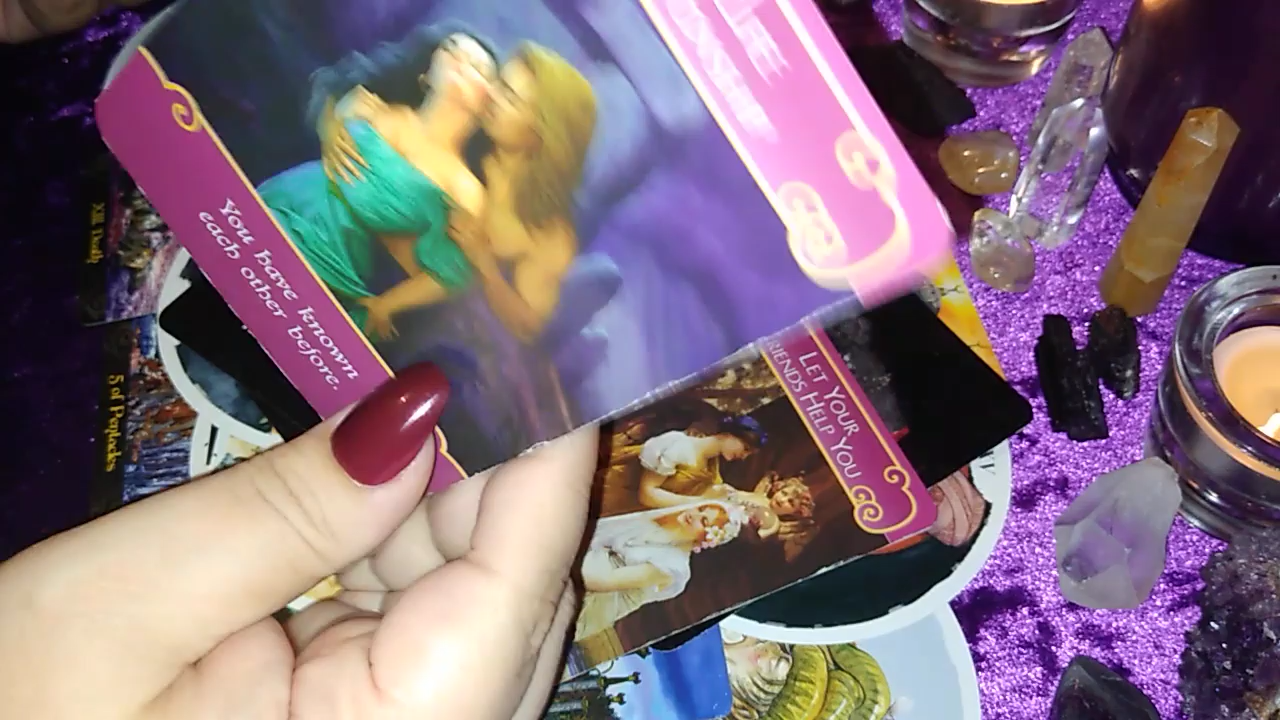 You have known
each other before.
LET YOUR
FRIENDS HELP YOU
XIII Death
5 of Pentacles